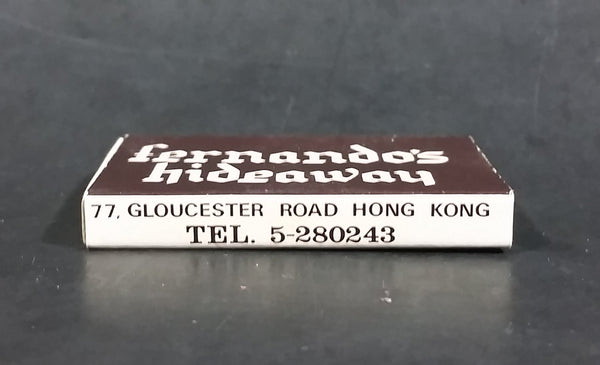 fernando's
hideaway
77, GLOUCESTER ROAD HONG KONG
TEL. 5-280243